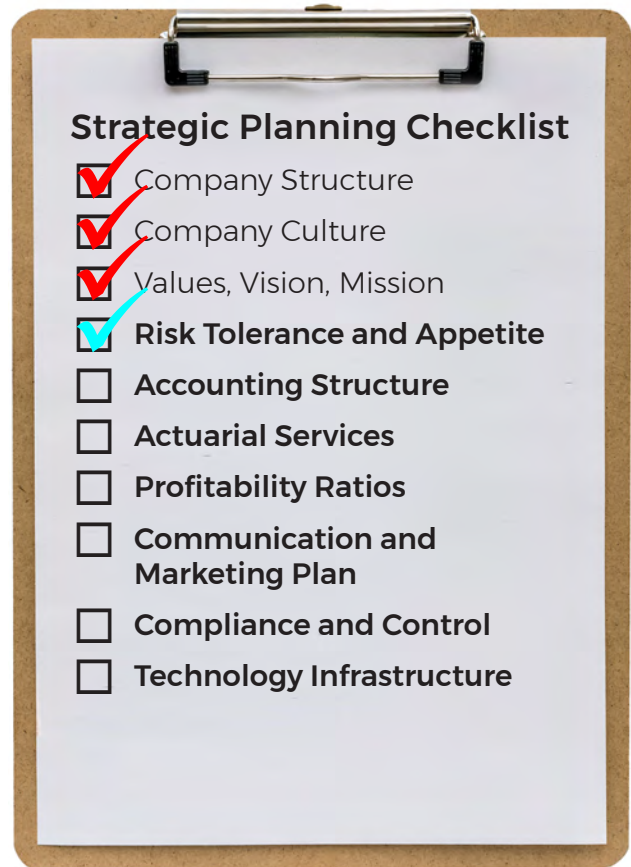 Strategic Planning Checklist
Company Structure
Company Culture
Values, Vision, Mission
Risk Tolerance and Appetite
Accounting Structure
Actuarial Services
Profitability Ratios
Communication and
Marketing Plan
Compliance and Control
Technology Infrastructure